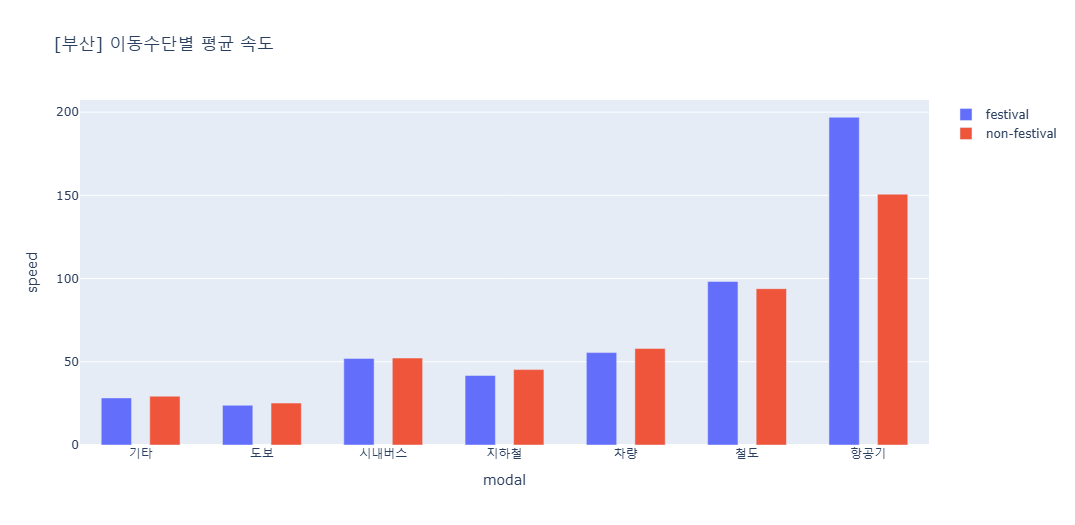 [부산] 이동수단별 평균 속도
festival
non-festival
200
150
100
50
0
speed
기타 도보 시내버스 지하철 차량 철도 항공기
modal